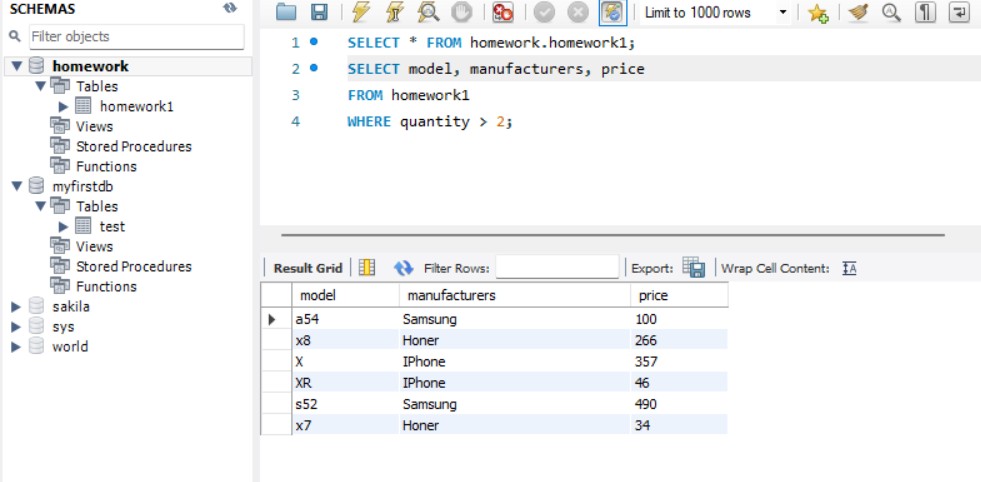 SCHEMAS
Filter objects
homework
Tables
homework1
Views
Stored Procedures
Functions
myfirstdb
Tables
test
Views
Stored Procedures
Functions
sakila
sys
world
Limit to 1000 rows
1 SELECT * FROM homework.homework1;
2 SELECT model, manufacturers, price
3 FROM homework1
4 WHERE quantity > 2;
Result Grid Filter Rows: Export: Wrap Cell Content: IA
model manufacturers price
a54 Samsung 100
x8 Honer 266
X IPhone 357
XR IPhone 46
s52 Samsung 490
x7 Honer 34